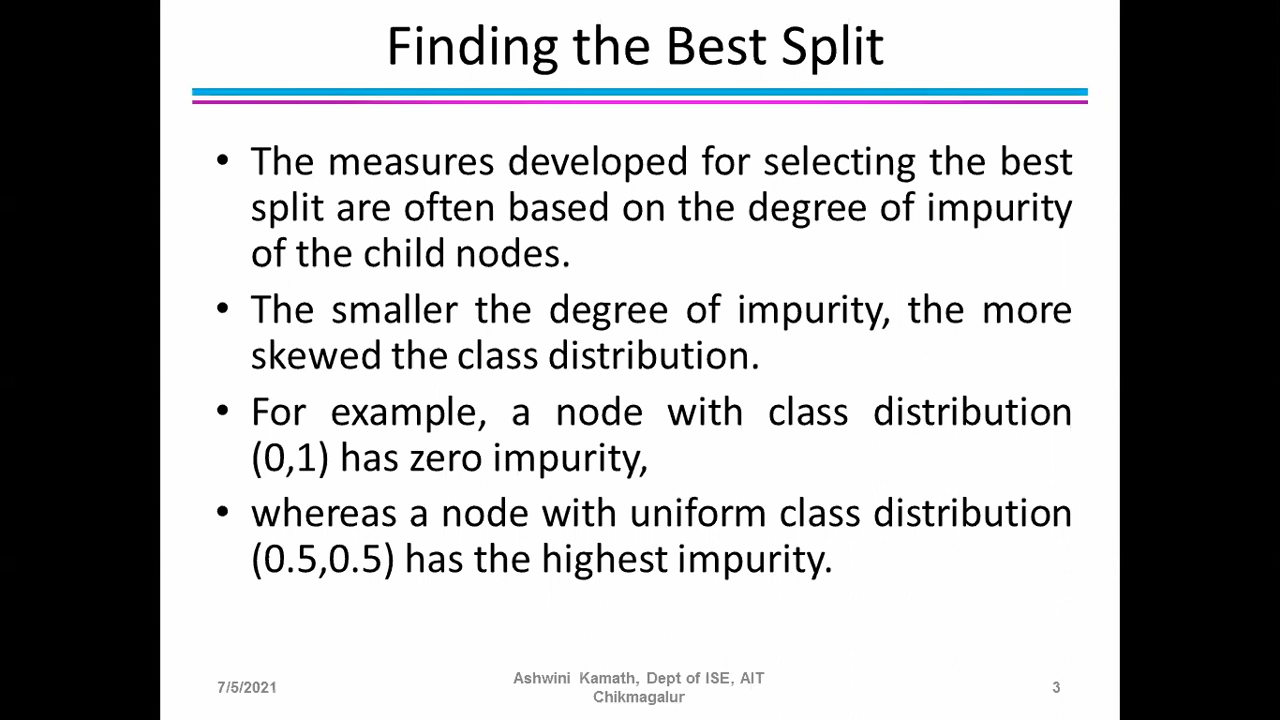 Finding the Best Split
• The measures developed for selecting the best
split are often based on the degree of impurity
of the child nodes.
• The smaller the degree of impurity, the more
skewed the class distribution.
• For example, a node with class distribution
(0,1) has zero impurity,
• whereas a node with uniform class distribution
(0.5,0.5) has the highest impurity.
7/5/2021
Ashwini Kamath, Dept of ISE, AIT
Chikmagalur
3